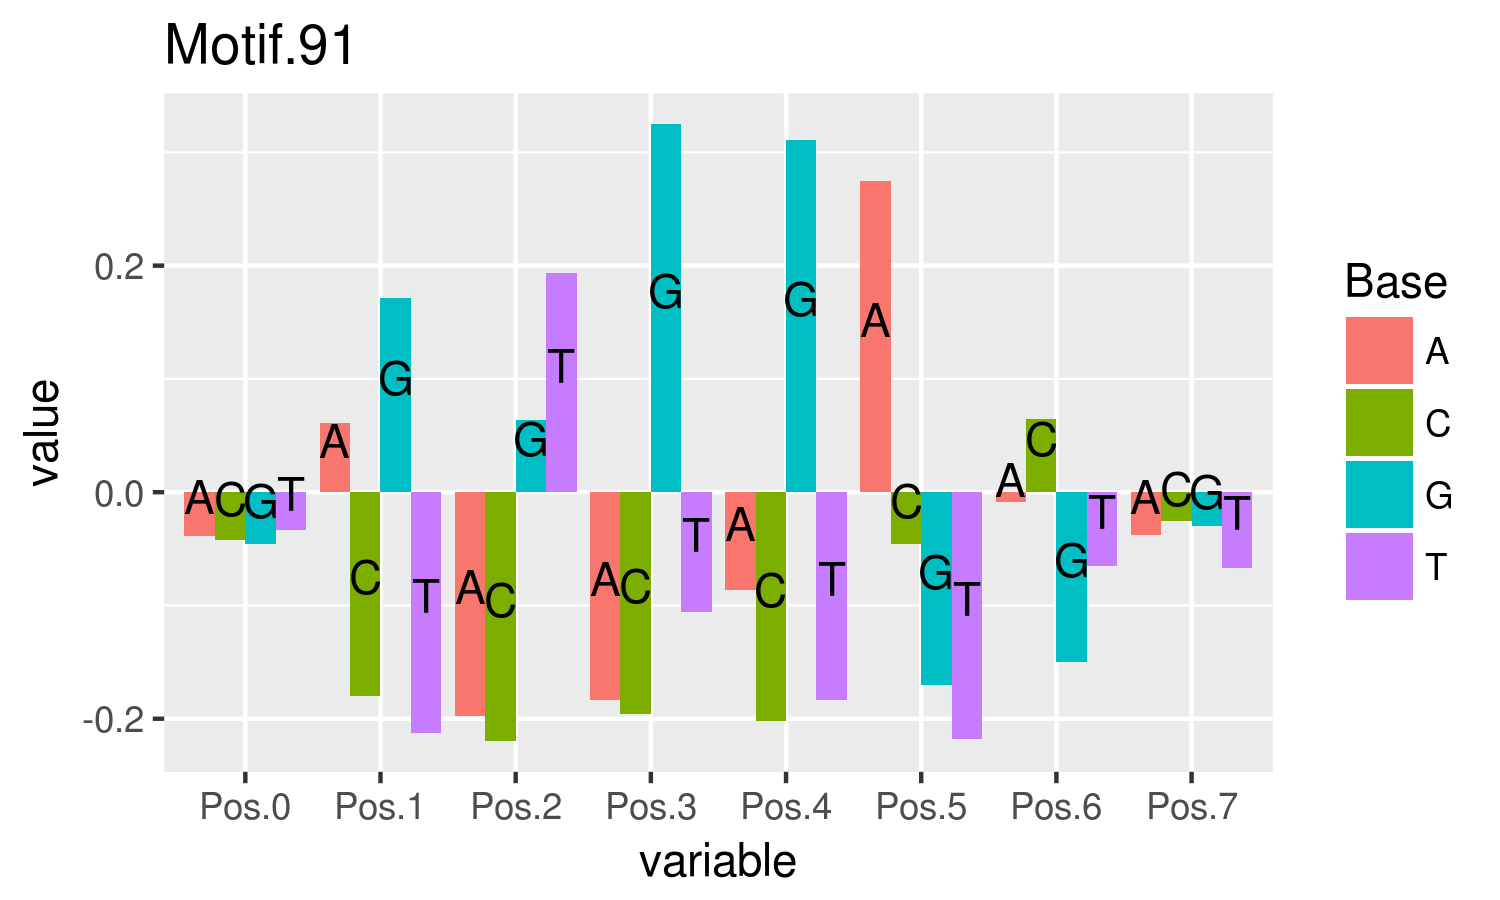 Motif.91
value
0.2
0.0
-0.2
A C G T A C G T A C G T A C G T A C G T A C G T A C G T A C G T
Pos.0 Pos.1 Pos.2 Pos.3 Pos.4 Pos.5 Pos.6 Pos.7
variable
Base
A
C
G
T